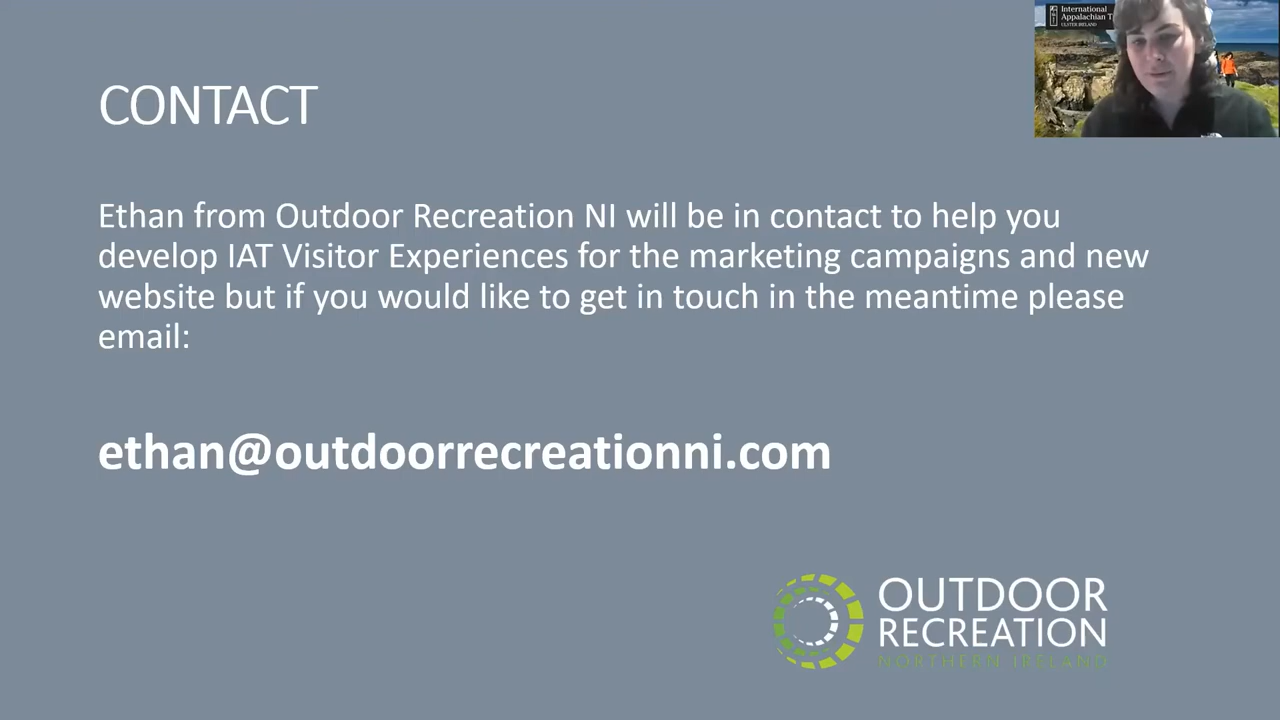 International
Appalachian T
ULSTER IRELAND
CONTACT
Ethan from Outdoor Recreation NI will be in contact to help you
develop IAT Visitor Experiences for the marketing campaigns and new
website but if you would like to get in touch in the meantime please
email:
ethan@outdoorrecreationni.com
OUTDOOR
RECREATION
NORTHERN IRELAND